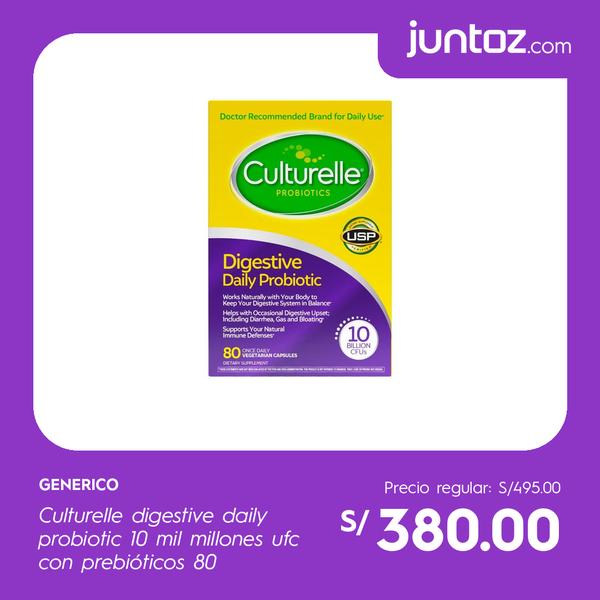 juntoz.com
Doctor Recommended Brand for Daily Use*
Culturelle®
PROBIOTICS
USP
Digestive
Daily Probiotic
Works Naturally with Your Body to
Keep Your Digestive System in Balance*
Helps with Occasional Digestive Upset;
Including Diarrhea, Gas and Bloating*
Supports Your Natural
Immune Defenses*
10
BILLION
CFUs
80 ONCE DAILY
VEGETARIAN CAPSULES
DIETARY SUPPLEMENT
GENERICO
Culturelle digestive daily
probiotic 10 mil millones ufc
con prebióticos 80
Precio regular: S/495.00
S/ 380.00